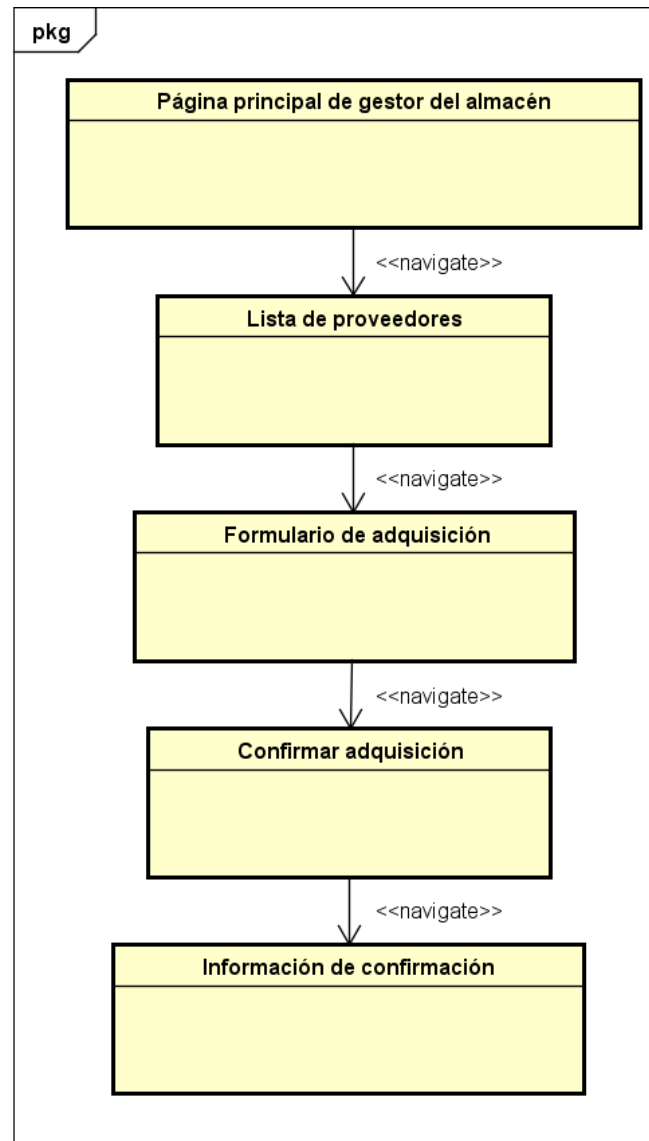 pkg
Página principal de gestor del almacén
<<navigate>>
Lista de proveedores
<<navigate>>
Formulario de adquisición
<<navigate>>
Confirmar adquisición
<<navigate>>
Información de confirmación